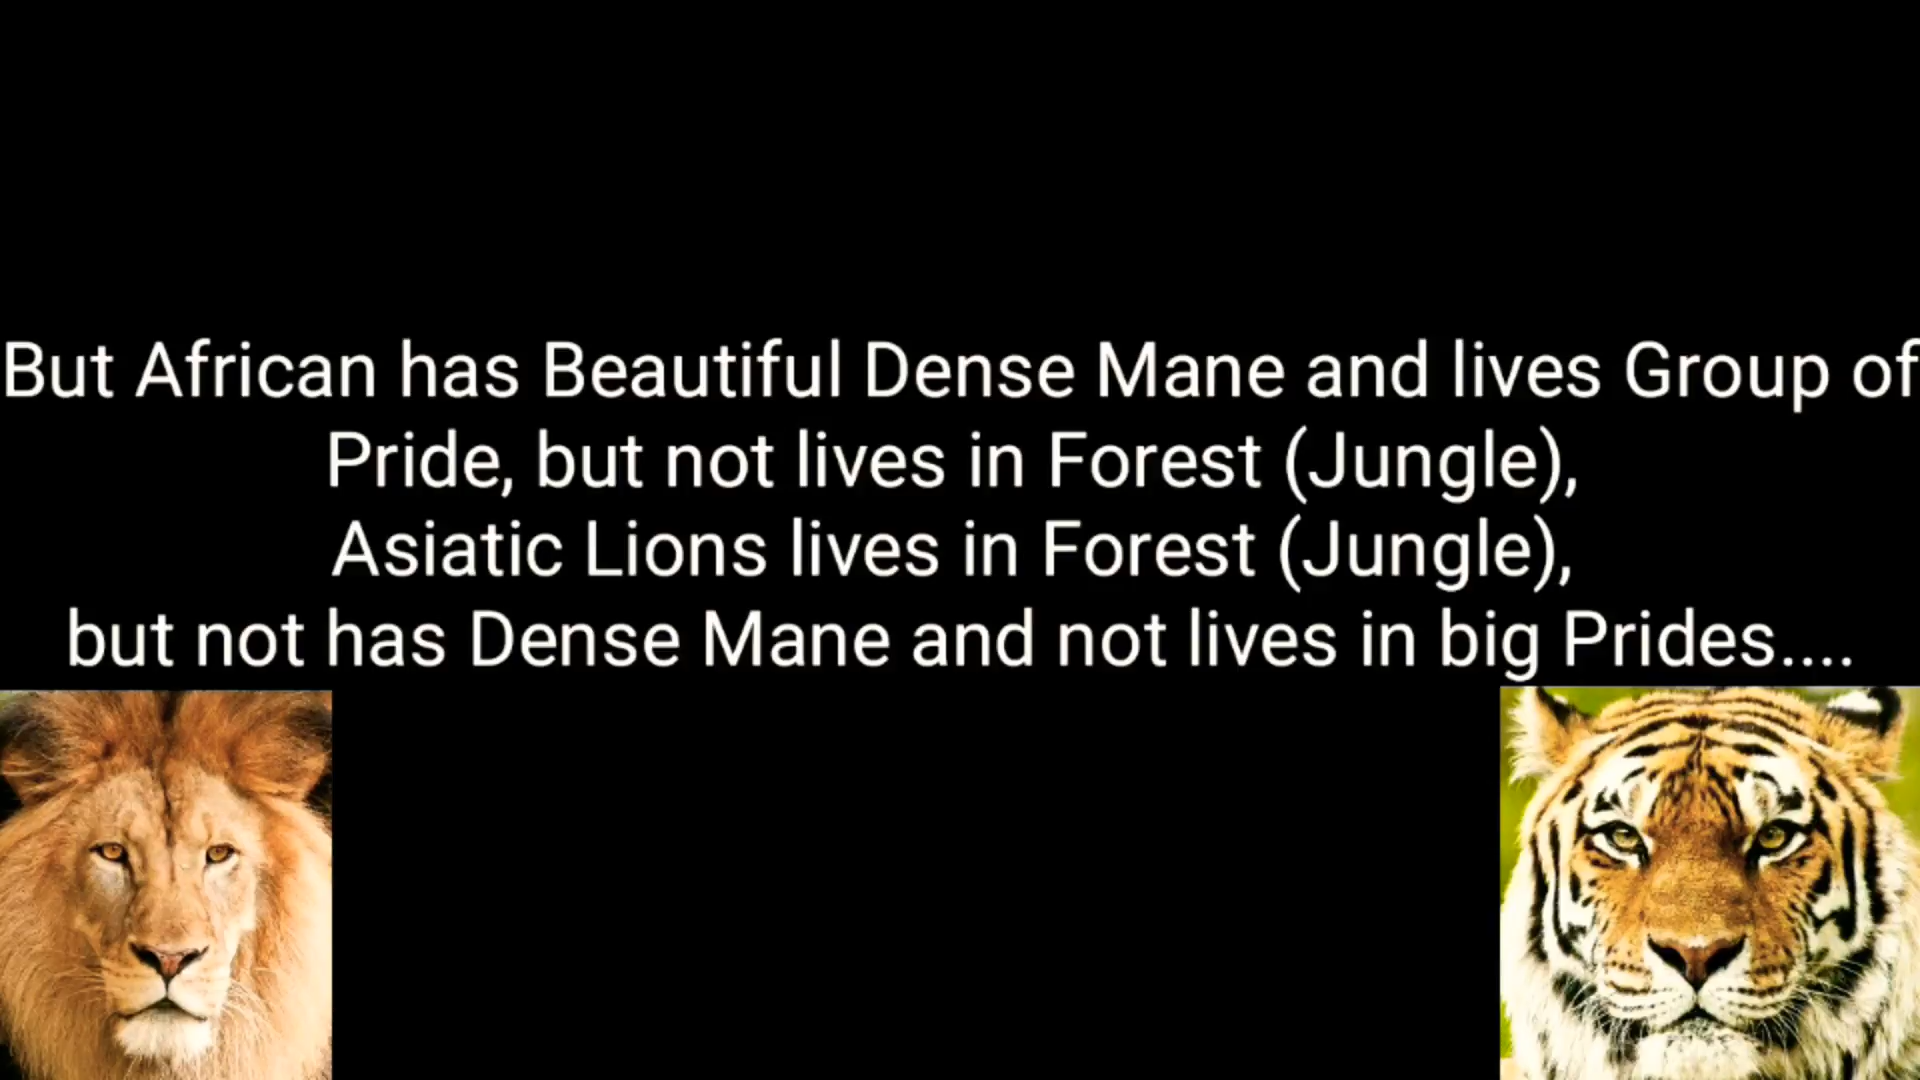 But African has Beautiful Dense Mane and lives Group of
Pride, but not lives in Forest (Jungle),
Asiatic Lions lives in Forest (Jungle),
but not has Dense Mane and not lives in big Prides....